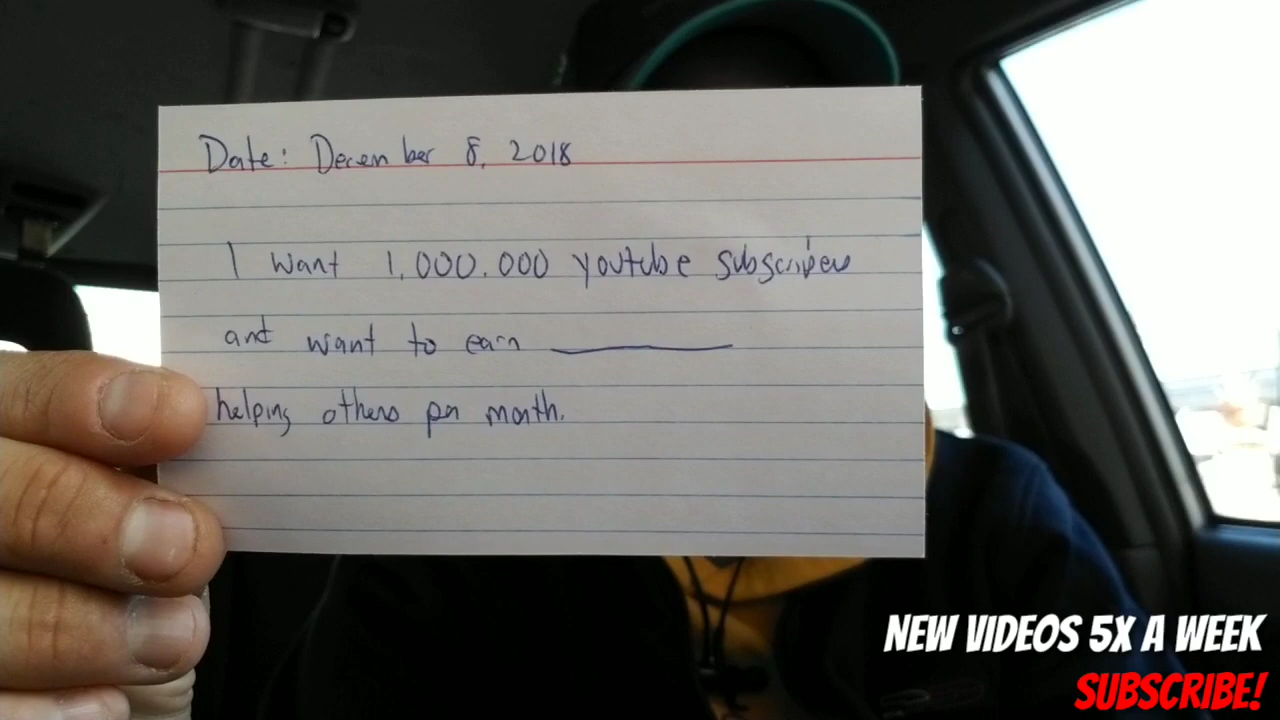 Date: December 8, 2018
I want 1,000.000 youtube subscribers
and want to earn ________
helping others per month.
NEW VIDEOS 5X A WEEK
SUBSCRIBE!